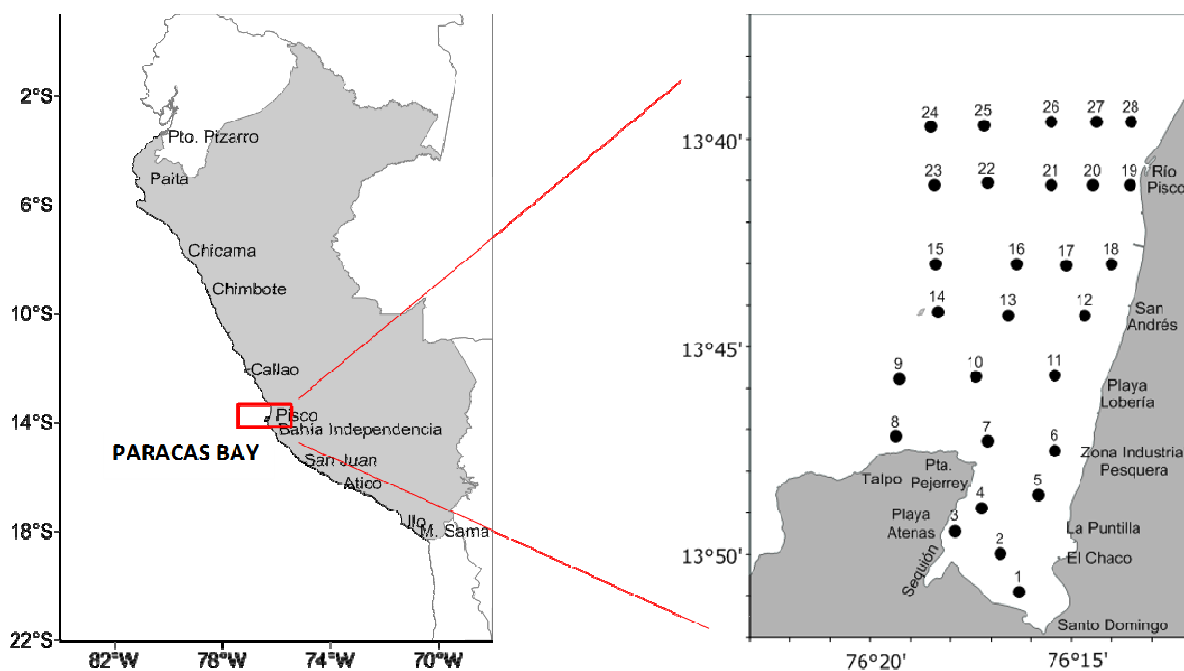 2°S
6°S
10°S
14°S
18°S
22°S
82°W
78°W
74°W
70°W
Pto. Pizarro
Paita
Chicama
Chimbote
Callao
Pisco
Bahía Independencia
PARACAS BAY
San Juan
Atico
Ilo
M. Sama
13°40'
13°45'
13°50'
76°20'
76°15'
24
25
26
27
28
23
22
21
20
19
Río
Pisco
15
16
17
18
14
13
12
San
Andrés
9
10
11
Playa
Lobería
8
7
6
Zona Industria
Pesquera
Talpo
Pta.
Pejerrey
5
4
3
Playa
Atenas
La Puntilla
2
El Chaco
Sequión
1
Santo Domingo